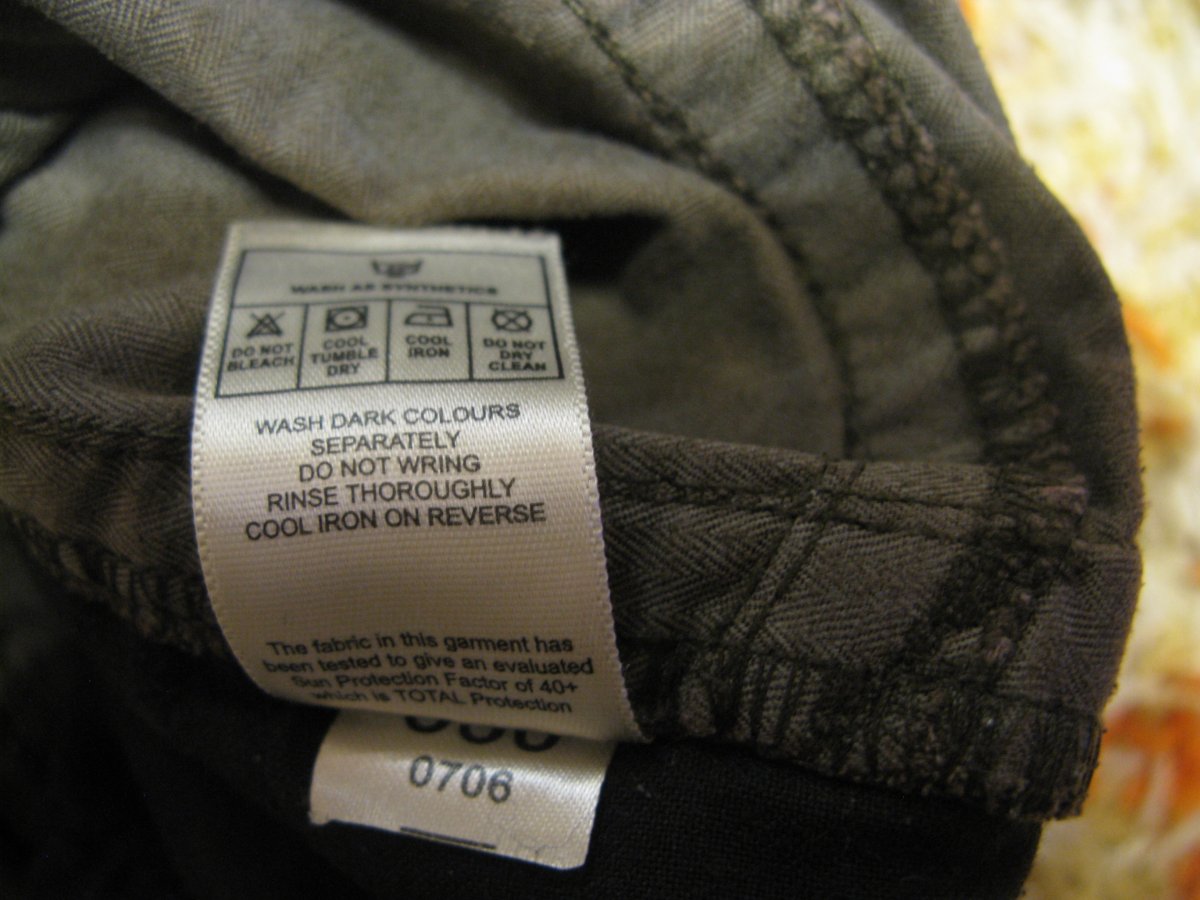 WASH AS SYNTHETICS
DO NOT BLEACH
COOL TUMBLE DRY
COOL IRON
DO NOT DRY CLEAN
WASH DARK COLOURS
SEPARATELY
DO NOT WRING
RINSE THOROUGHLY
COOL IRON ON REVERSE
The fabric in this garment has
been tested to give an evaluated
Sun Protection Factor of 40+
which is TOTAL Protection
0706